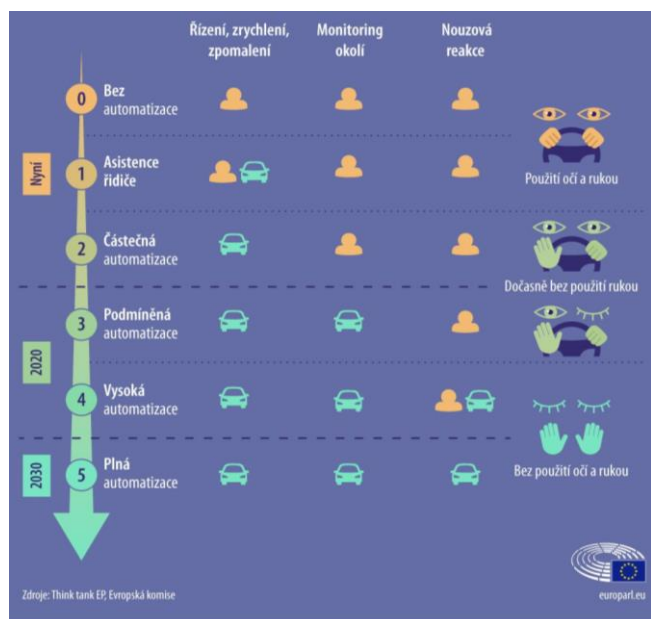 Řízení, zrychlení,
zpomalení
Monitoring
okolí
Nouzová
reakce
0
Bez
automatizace
Nyní
1
Asistence
řidiče
Použití očí a rukou
2
Částečná
automatizace
Dočasně bez použití rukou
2020
3
Podmíněná
automatizace
4
Vysoká
automatizace
2030
5
Plná
automatizace
Bez použití očí a rukou
Zdroje: Think tank EP, Evropská komise
europarl.eu